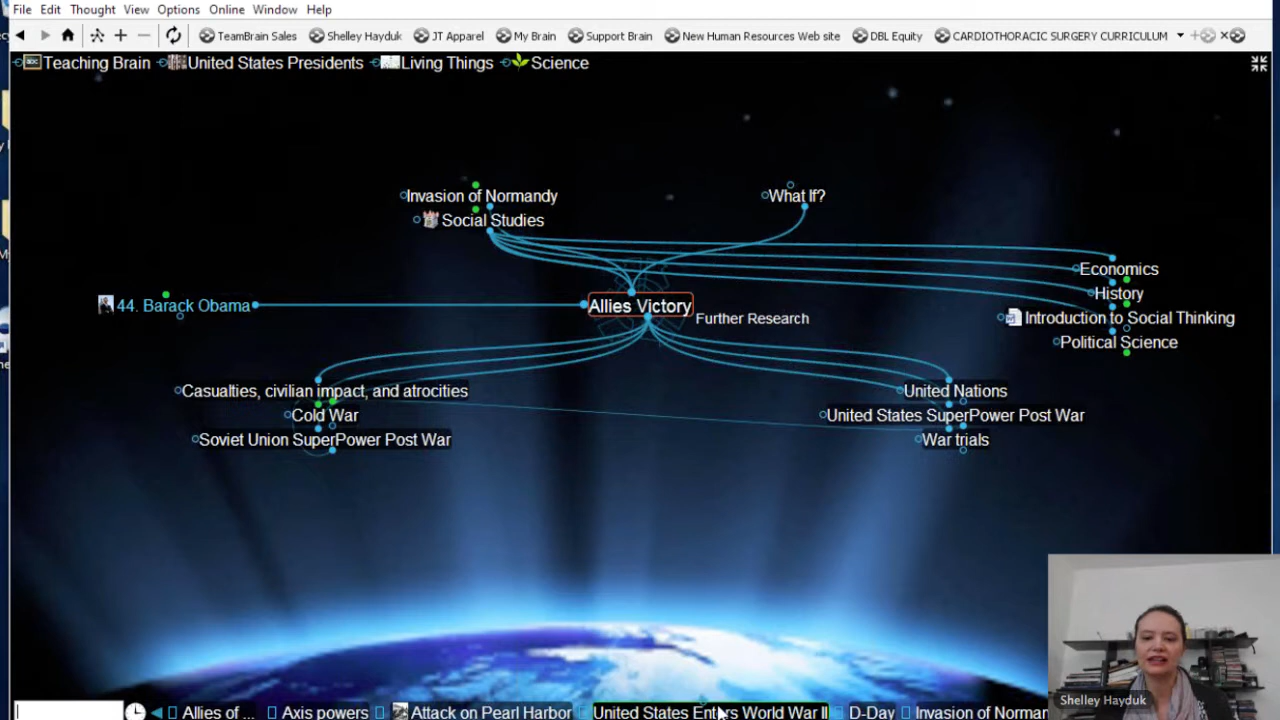 File Edit View Thought Options Online Window Help
TeamBrain Sales Shelley Hayduk JT Apparel My Brain Support Brain New Human Resources Web site DBL Equity CARDIOTHORACIC SURGERY CURRICULUM
Teaching Brain United States Presidents Living Things Science
Invasion of Normandy What If?
Social Studies
Economics
History
44. Barack Obama Allies Victory
Further Research Introduction to Social Thinking
Political Science
Casualties, civilian impact, and atrocities United Nations
Cold War United States SuperPower Post War
Soviet Union SuperPower Post War War trials
Shelley Hayduk
Allies of ... Axis powers Attack on Pearl Harbor United States Enters World War II D-Day Invasion of Norman